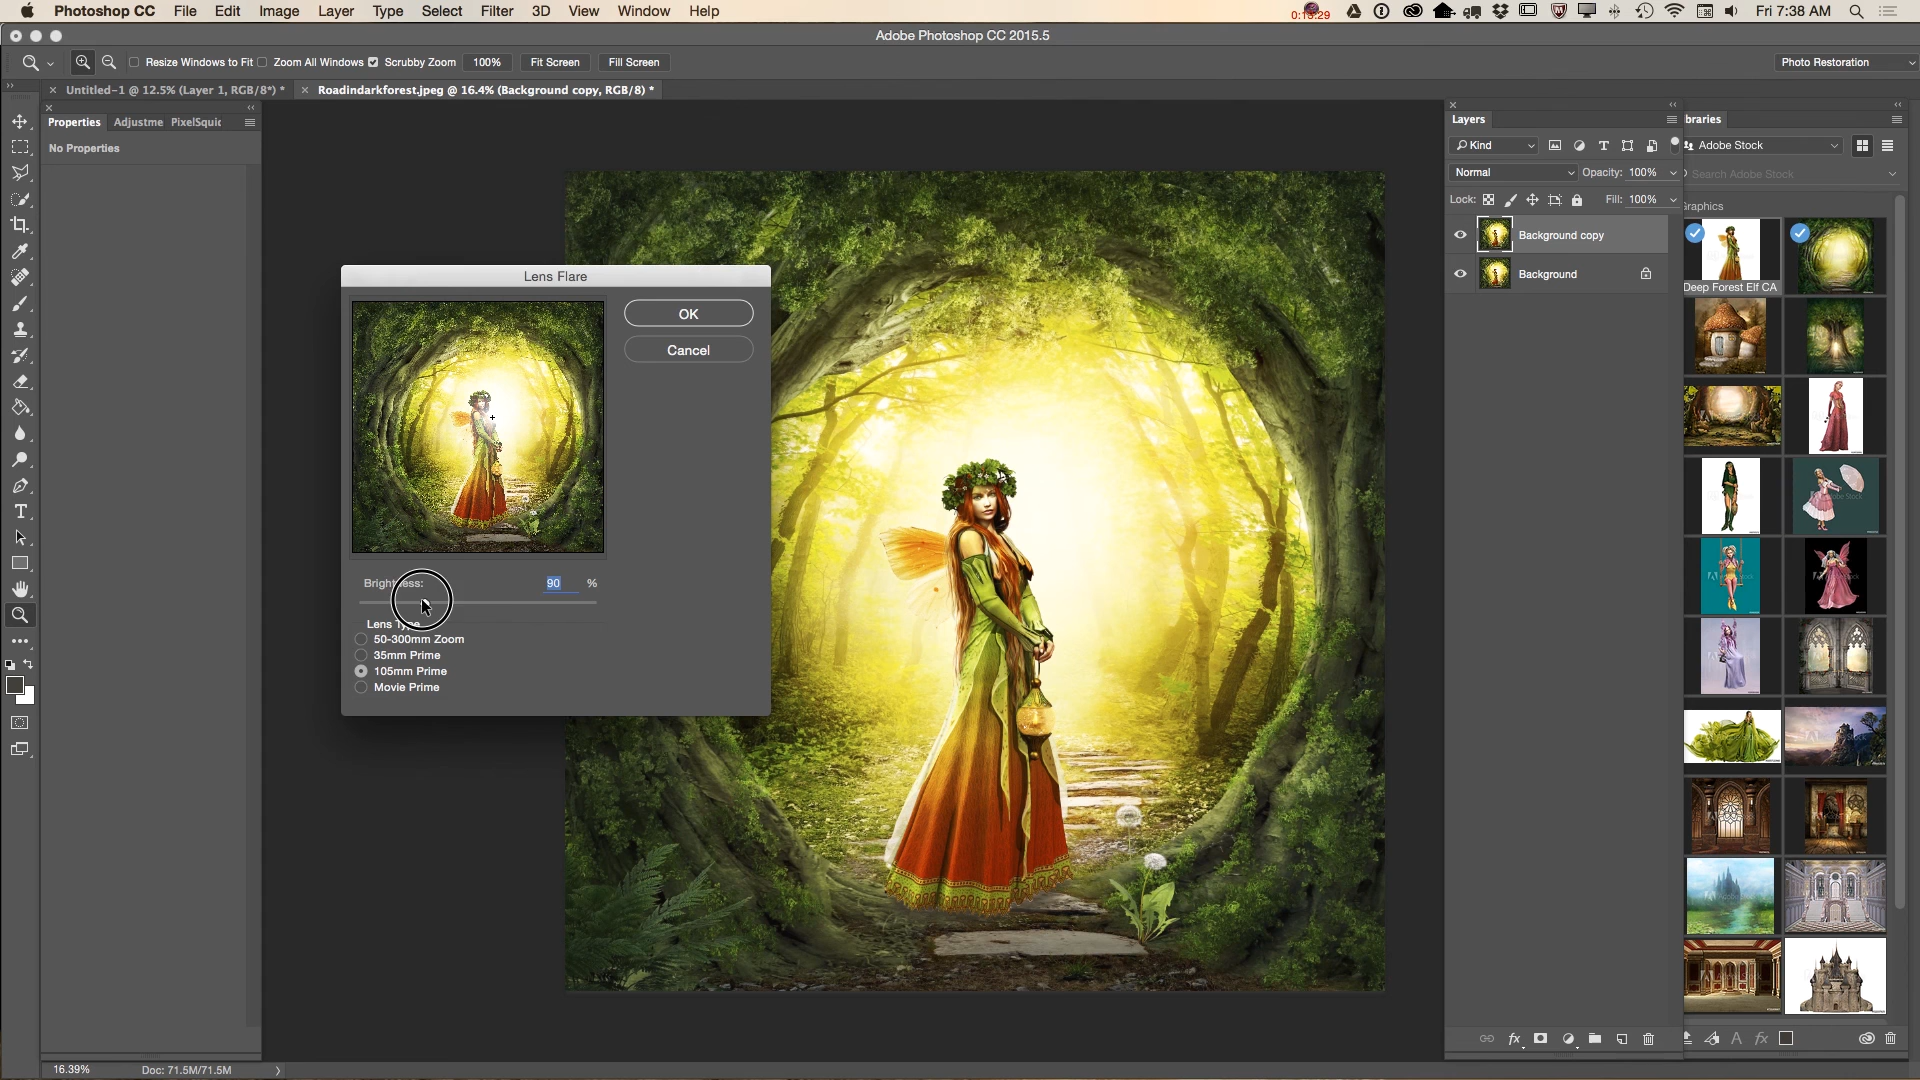 Photoshop CC File Edit Image Layer Type Select Filter 3D View Window Help Fri 7:38 AM
Adobe Photoshop CC 2015.5
Resize Windows to Fit Zoom All Windows Scrubby Zoom 100% Fit Screen Fill Screen Photo Restoration
Untitled-1 @ 12.5% (Layer 1, RGB/8*) * Roadindarkforest.jpeg @ 16.4% (Background copy, RGB/8) *
Properties Adjustme PixelSquid
No Properties
Lens Flare
OK
Cancel
Brightness: 90 %
Lens Type
50-300mm Zoom
35mm Prime
105mm Prime
Movie Prime
Layers
Kind
Normal Opacity: 100%
Lock: Fill: 100%
Background copy
Background
ibraries
Adobe Stock
Search Adobe Stock
Graphics
Deep Forest Elf CA
16.39% Doc: 71.5M/71.5M